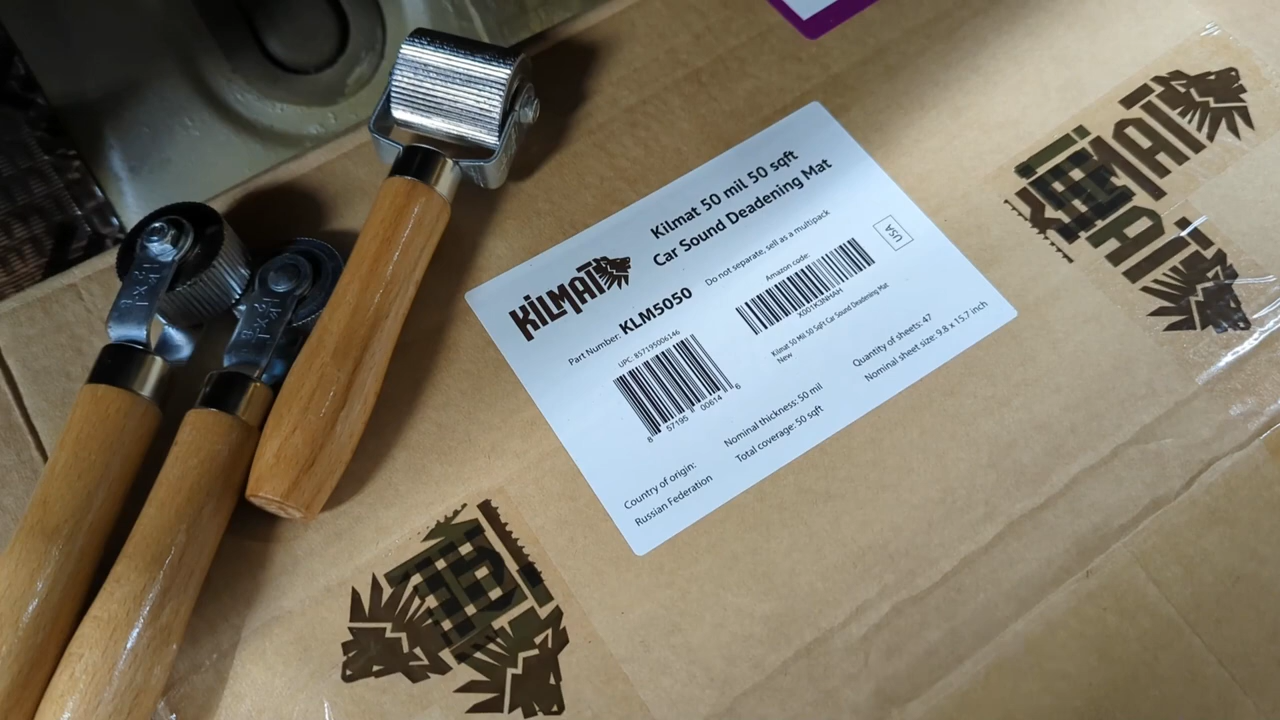 Kilmat 50 mil 50 sqft
Car Sound Deadening Mat
Do not separate, sell as a multipack
USA
KILMAT
Part Number: KLM5050
Amazon code:
X001K3NHAH
Kilmat 50 Mil 50 Sqft Car Sound Deadening Mat
New
UPC: 857195006146
8 57195 00614 6
Nominal thickness: 50 mil
Total coverage: 50 sqft
Quantity of sheets: 47
Nominal sheet size: 9.8 x 15.7 inch
Country of origin:
Russian Federation
KILMAT